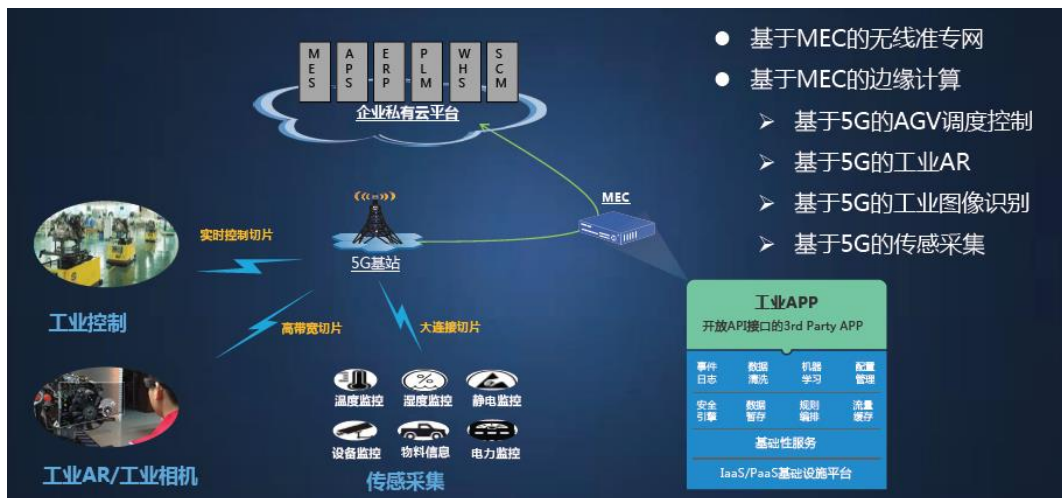 MES APS ERP PLM WHS SCM
企业私有云平台
● 基于MEC的无线准专网
● 基于MEC的边缘计算
➢ 基于5G的AGV调度控制
➢ 基于5G的工业AR
➢ 基于5G的工业图像识别
➢ 基于5G的传感采集
MEC
5G基站
实时控制切片
工业控制
高带宽切片
大连接切片
工业AR/工业相机
温度监控 湿度监控 静电监控
设备监控 物料信息 电力监控
传感采集
工业APP
开放API接口的3rd Party APP
事件 数据 机器 配置
日志 清洗 学习 管理
安全 数据 规则 流量
引擎 暂存 编排 缓存
基础性服务
IaaS/PaaS基础设施平台